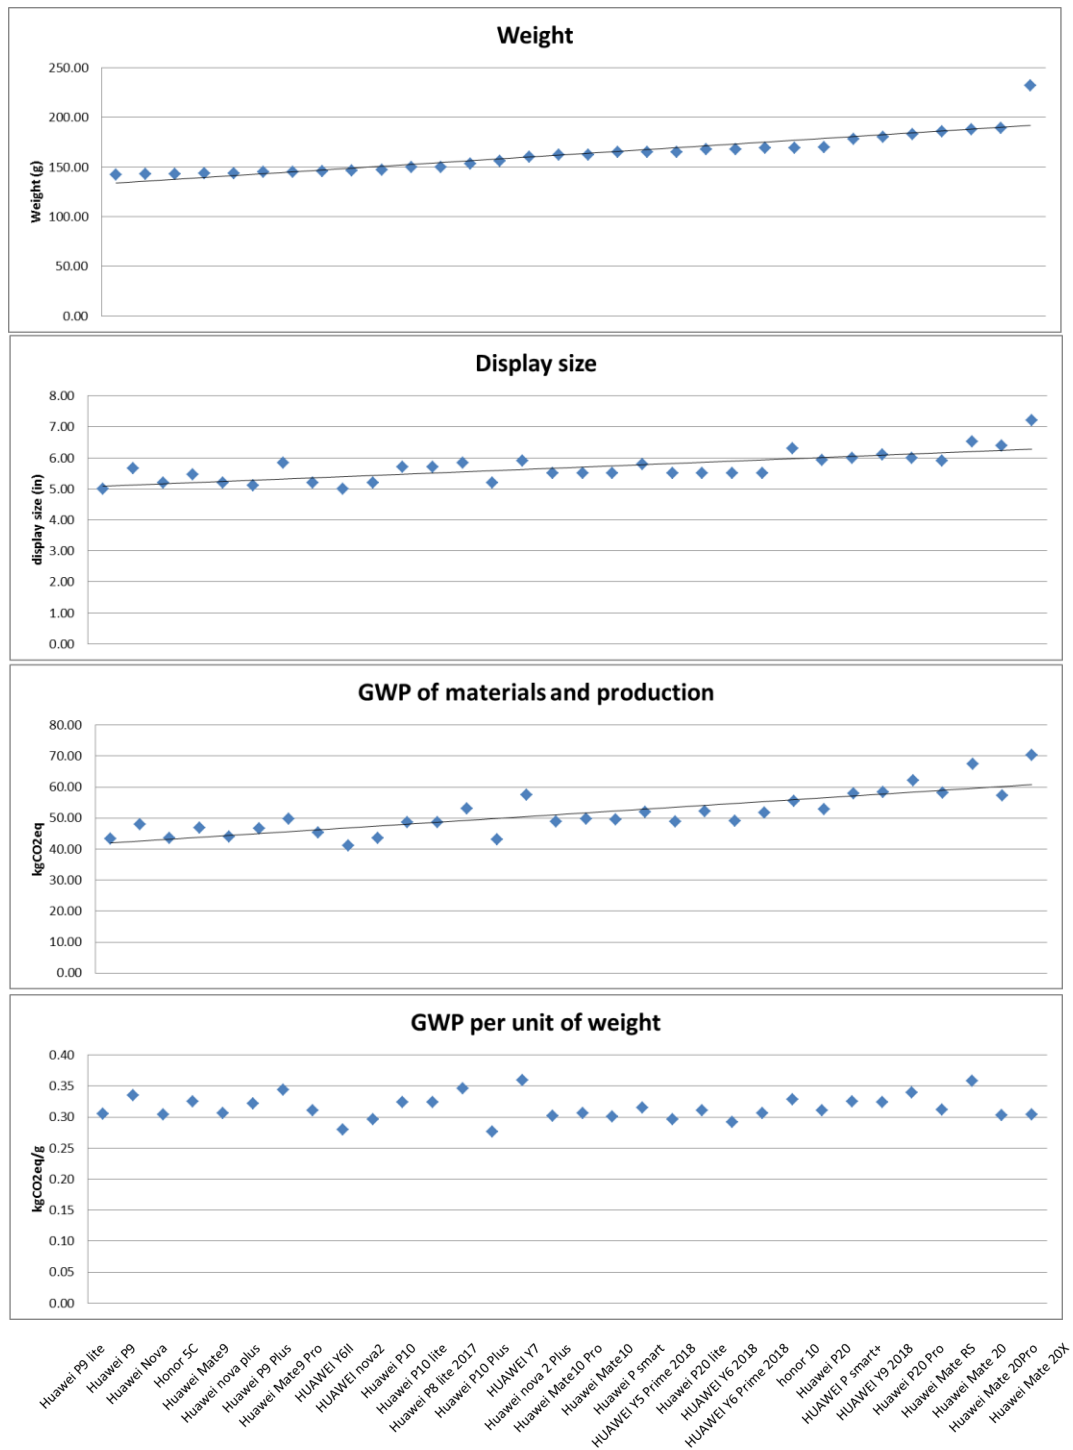 Weight
250.00
200.00
150.00
100.00
50.00
0.00
Weight (g)
Display size
8.00
7.00
6.00
5.00
4.00
3.00
2.00
1.00
0.00
display size (in)
GWP of materials and production
80.00
70.00
60.00
50.00
40.00
30.00
20.00
10.00
0.00
kgCO2eq
GWP per unit of weight
0.40
0.35
0.30
0.25
0.20
0.15
0.10
0.05
0.00
kgCO2eq/g
Huawei P9 lite
Huawei P9
Huawei Nova
Honor 5C
Huawei Mate9
Huawei nova plus
Huawei P9 Plus
Huawei Mate9 Pro
HUAWEI Y6II
HUAWEI nova2
Huawei P10
Huawei P10 lite
Huawei P8 lite 2017
Huawei P10 Plus
HUAWEI Y7
Huawei nova 2 Plus
Huawei Mate10 Pro
Huawei Mate10
Huawei P smart
HUAWEI Y5 Prime 2018
Huawei P20 lite
HUAWEI Y6 2018
HUAWEI Y6 Prime 2018
honor 10
Huawei P20
HUAWEI P smart+
HUAWEI Y9 2018
Huawei P20 Pro
Huawei Mate RS
Huawei Mate 20
Huawei Mate 20Pro
Huawei Mate 20X